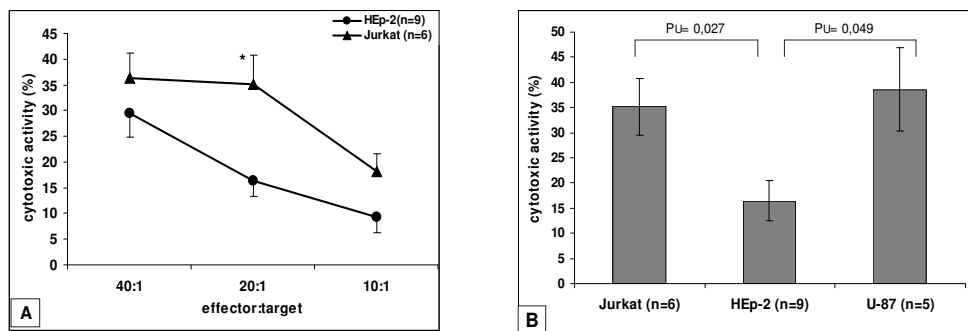 HEp-2(n=9)
Jurkat (n=6)
cytotoxic activity (%)
45
40
35
30
25
20
15
10
5
0
*
40:1
20:1
10:1
effector:target
A
PU= 0,027
PU= 0,049
cytotoxic activity (%)
50
45
40
35
30
25
20
15
10
5
0
Jurkat (n=6)
HEp-2 (n=9)
U-87 (n=5)
B